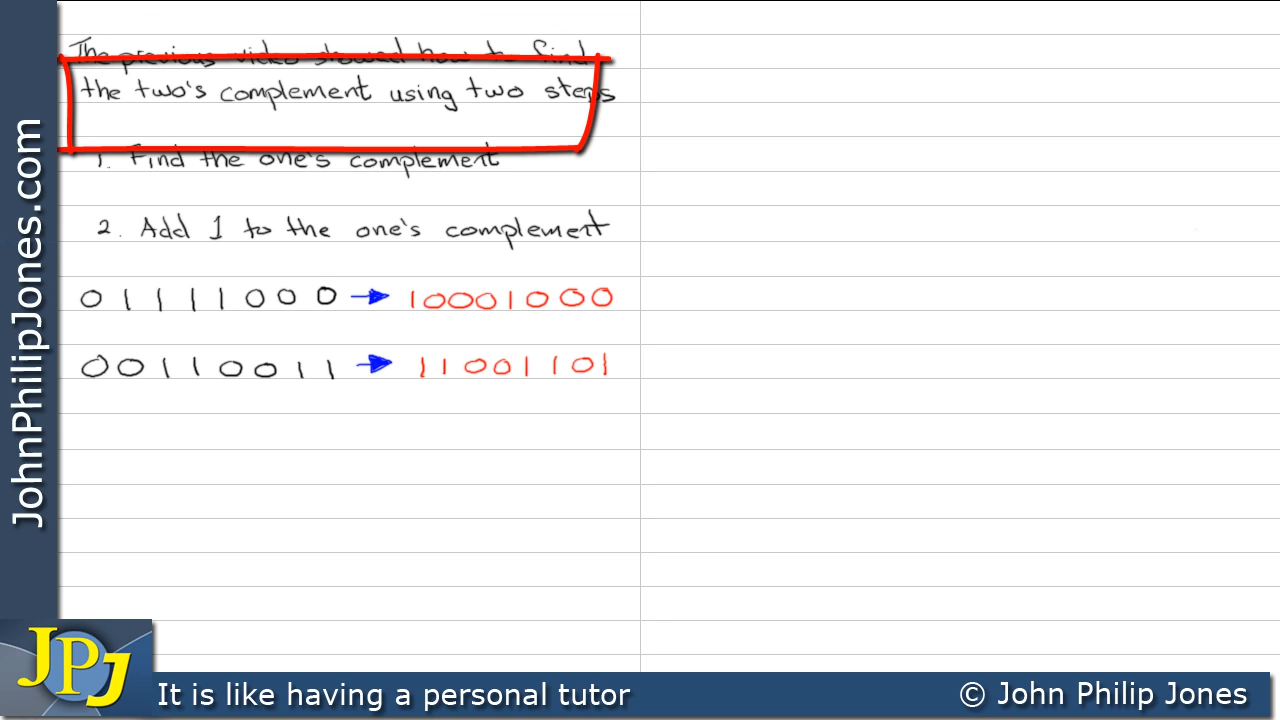 The previous video showed how to find
the two's complement using two steps
1. Find the one's complement
2. Add 1 to the one's complement
01111000 → 10001000
00110011 → 11001101
JohnPhilipJones.com
JPJ
It is like having a personal tutor
© John Philip Jones